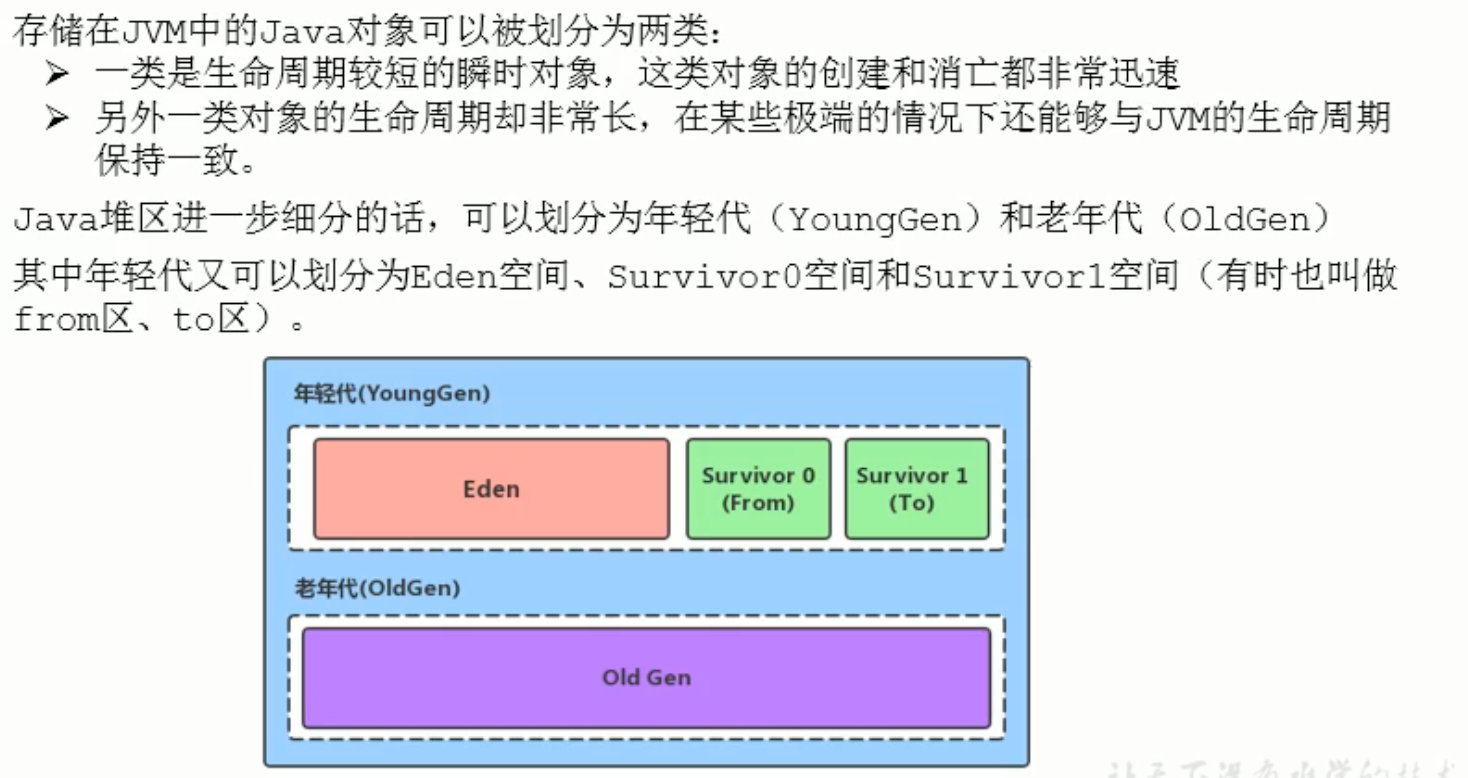 存储在JVM中的Java对象可以被划分为两类：
➢ 一类是生命周期较短的瞬时对象，这类对象的创建和消亡都非常迅速
➢ 另外一类对象的生命周期却非常长，在某些极端的情况下还能够与JVM的生命周期
保持一致。
Java堆区进一步细分的话，可以划分为年轻代（YoungGen）和老年代（OldGen）
其中年轻代又可以划分为Eden空间、Survivor0空间和Survivor1空间（有时也叫做
from区、to区）。
年轻代(YoungGen)
Eden
Survivor 0
(From)
Survivor 1
(To)
老年代(OldGen)
Old Gen